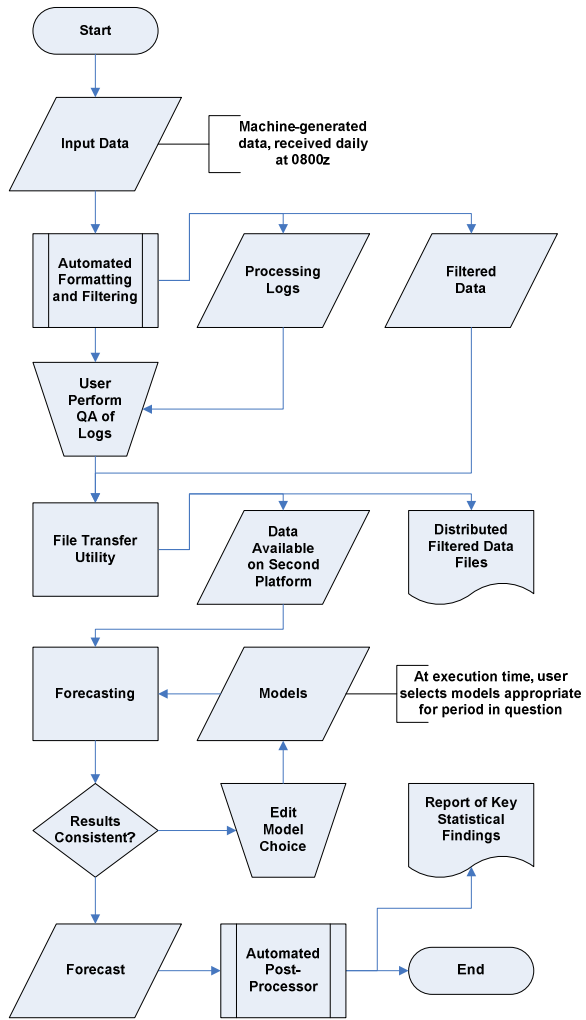 Start
Input Data
Machine-generated
data, received daily
at 0800z
Automated
Formatting
and Filtering
Processing
Logs
Filtered
Data
User
Perform
QA of
Logs
File Transfer
Utility
Data
Available
on Second
Platform
Distributed
Filtered Data
Files
Forecasting
Models
At execution time, user
selects models appropriate
for period in question
Results
Consistent?
Edit
Model
Choice
Report of Key
Statistical
Findings
Forecast
Automated
Post-
Processor
End